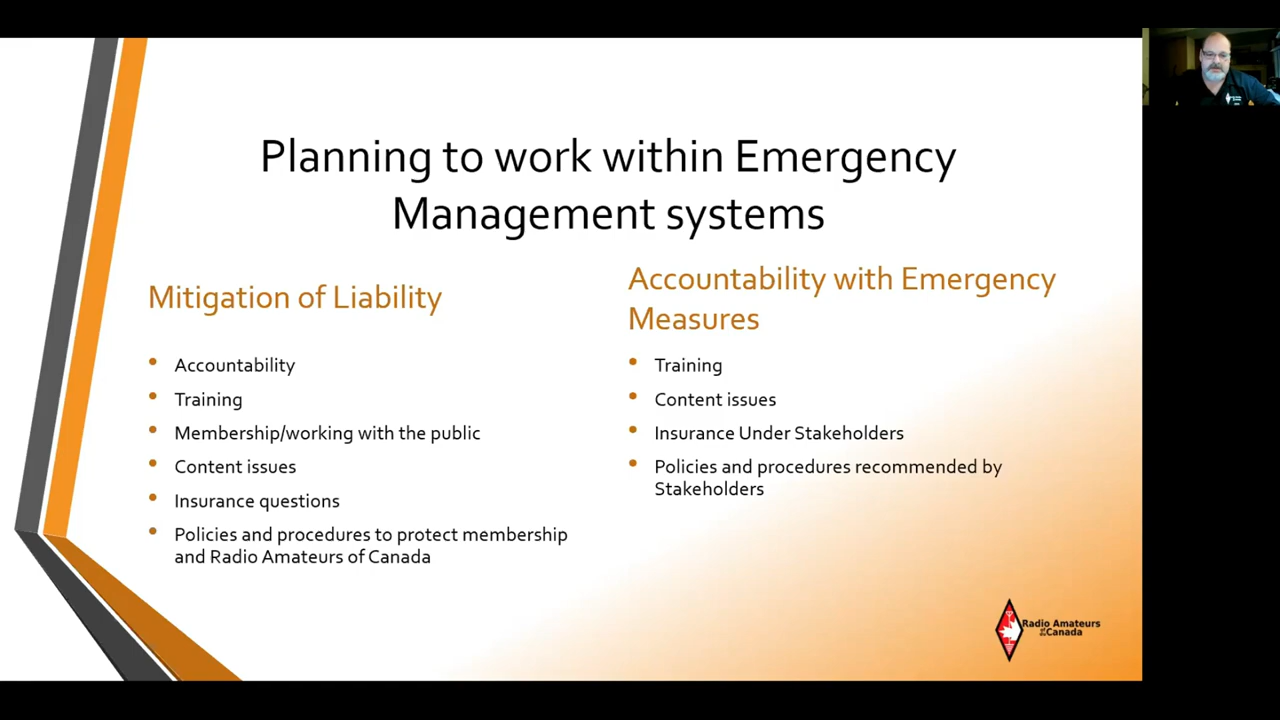 Planning to work within Emergency
Management systems
Mitigation of Liability
• Accountability
• Training
• Membership/working with the public
• Content issues
• Insurance questions
• Policies and procedures to protect membership
and Radio Amateurs of Canada
Accountability with Emergency
Measures
• Training
• Content issues
• Insurance Under Stakeholders
• Policies and procedures recommended by
Stakeholders
Radio Amateurs
of Canada